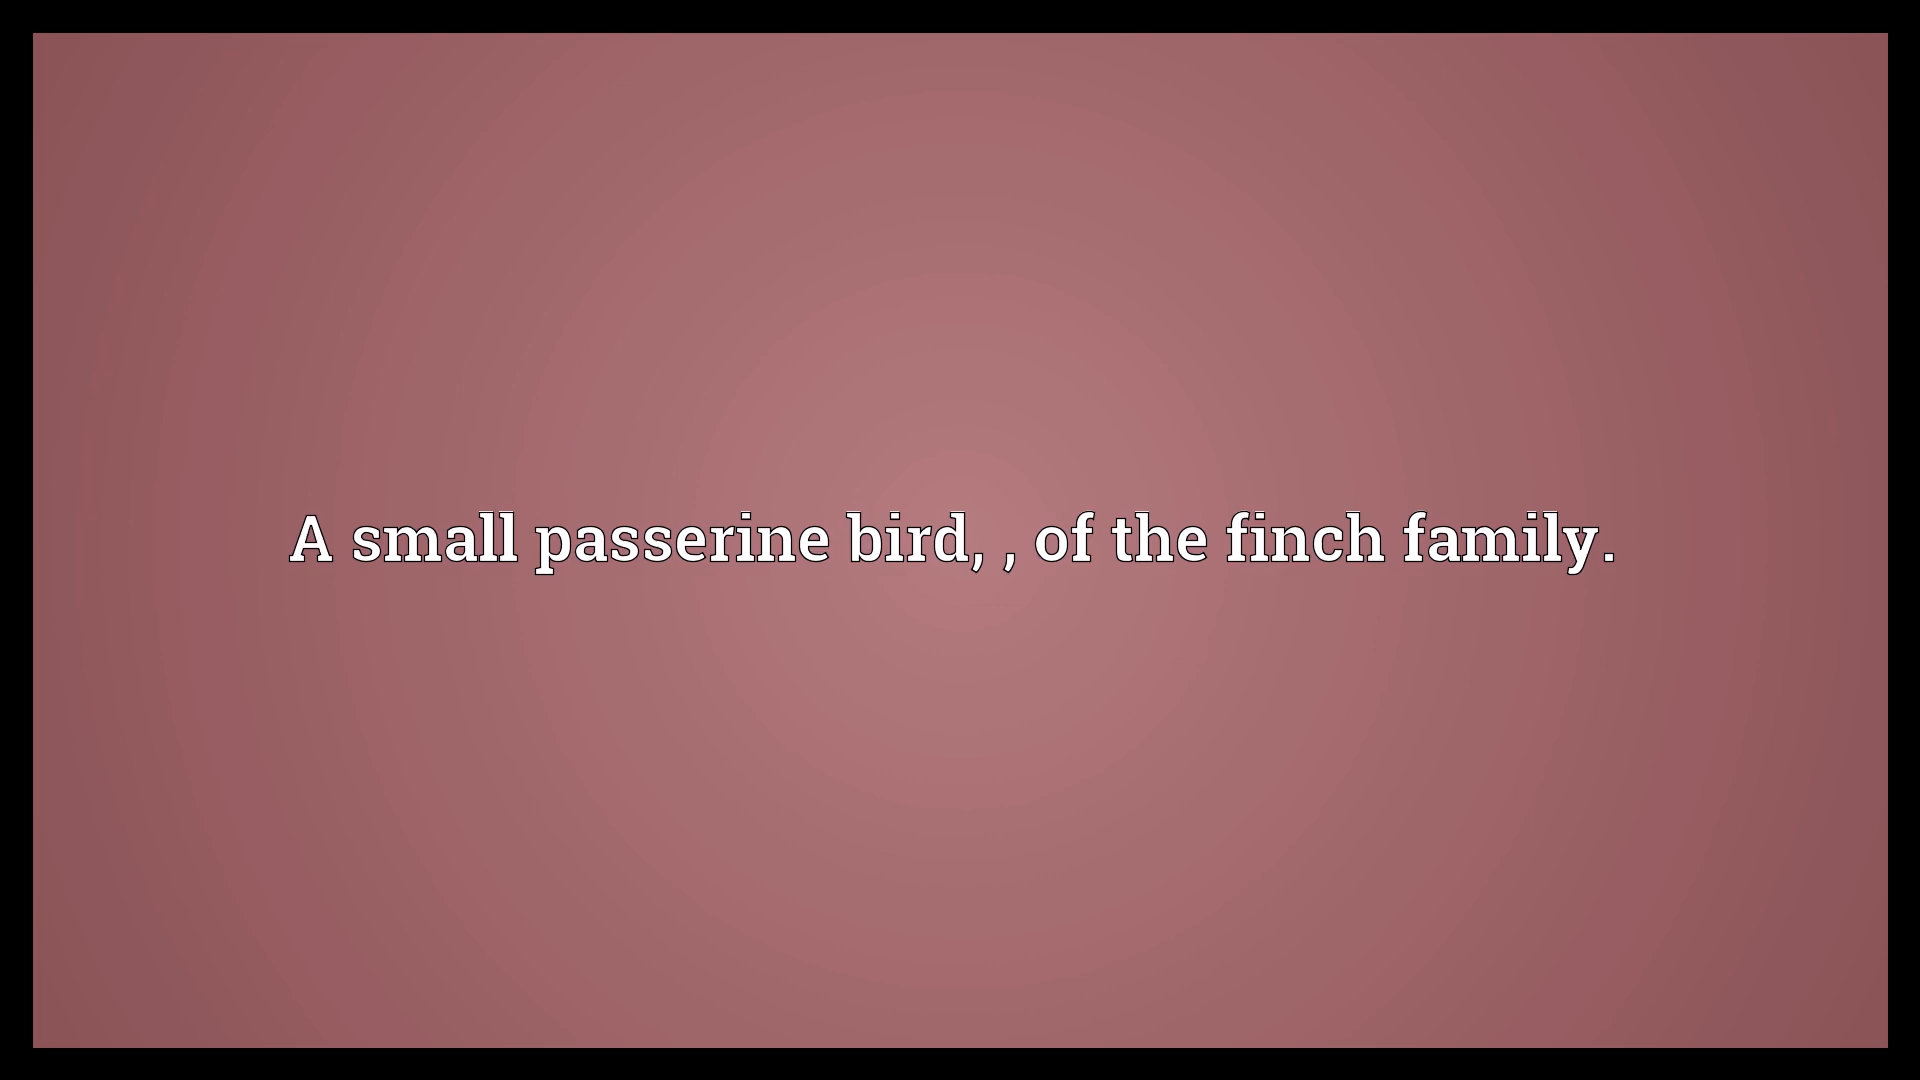 A small passerine bird, , of the finch family.